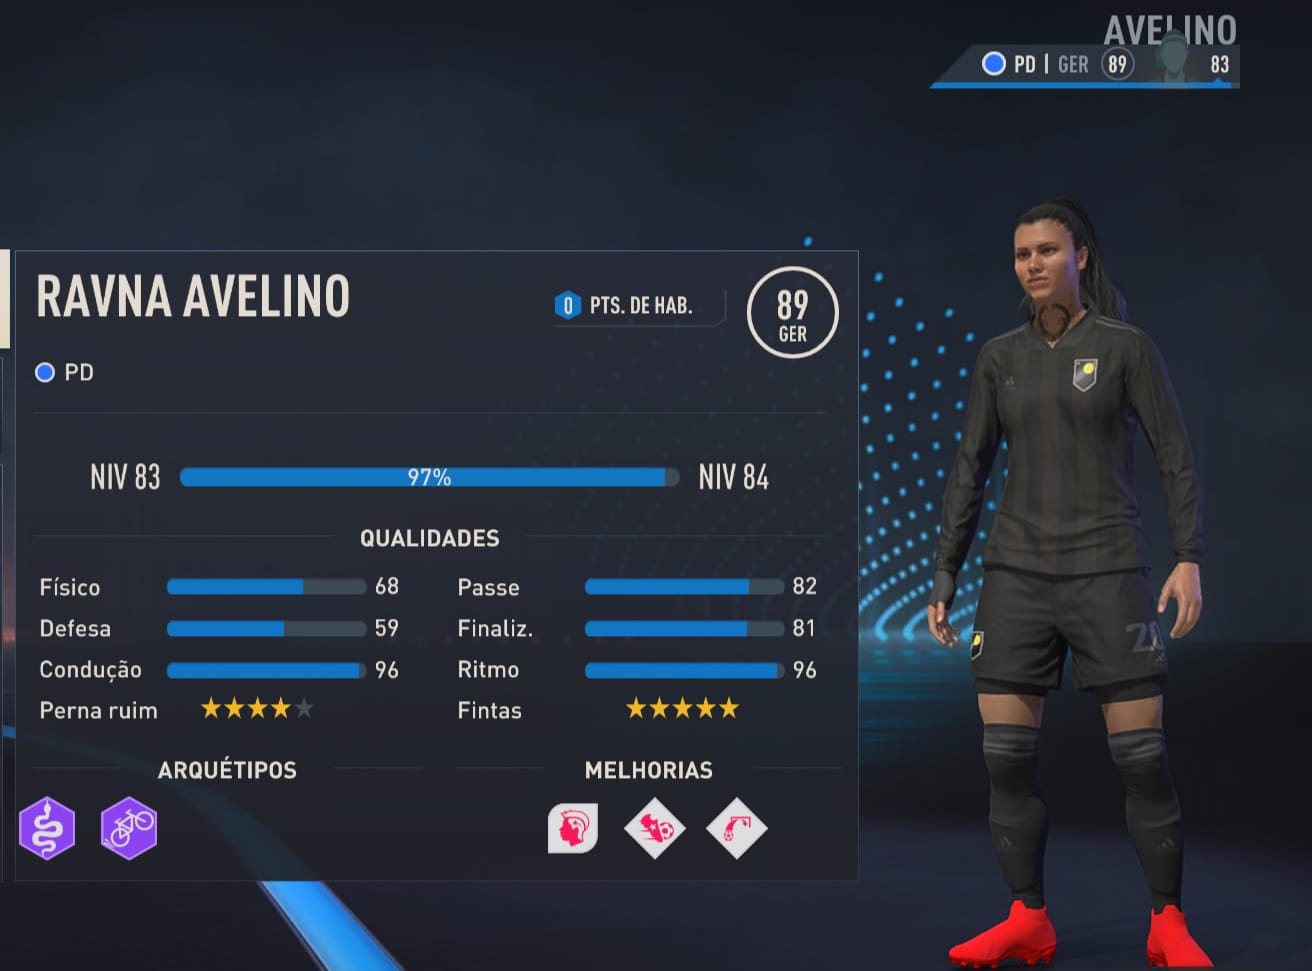 AVELINO
PD | GER 89 83
RAVNA AVELINO
0 PTS. DE HAB.
89
GER
PD
NIV 83 97% NIV 84
QUALIDADES
Físico 68 Passe 82
Defesa 59 Finaliz. 81
Condução 96 Ritmo 96
Perna ruim Fintas
ARQUÉTIPOS MELHORIAS